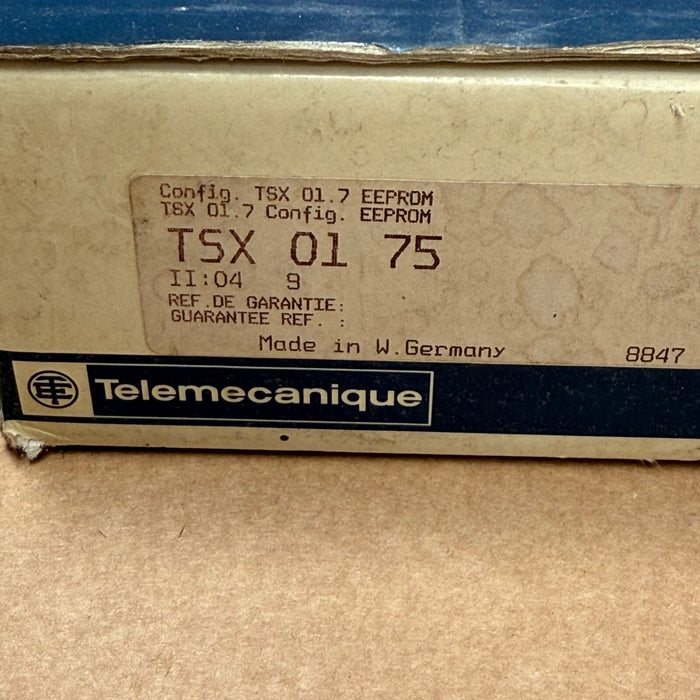 Config. TSX 01.7 EEPROM
TSX 01.7 Config. EEPROM
TSX 01 75
II:04 9
REF.DE GARANTIE:
GUARANTEE REF. :
Made in W.Germany 8847
TE Telemecanique